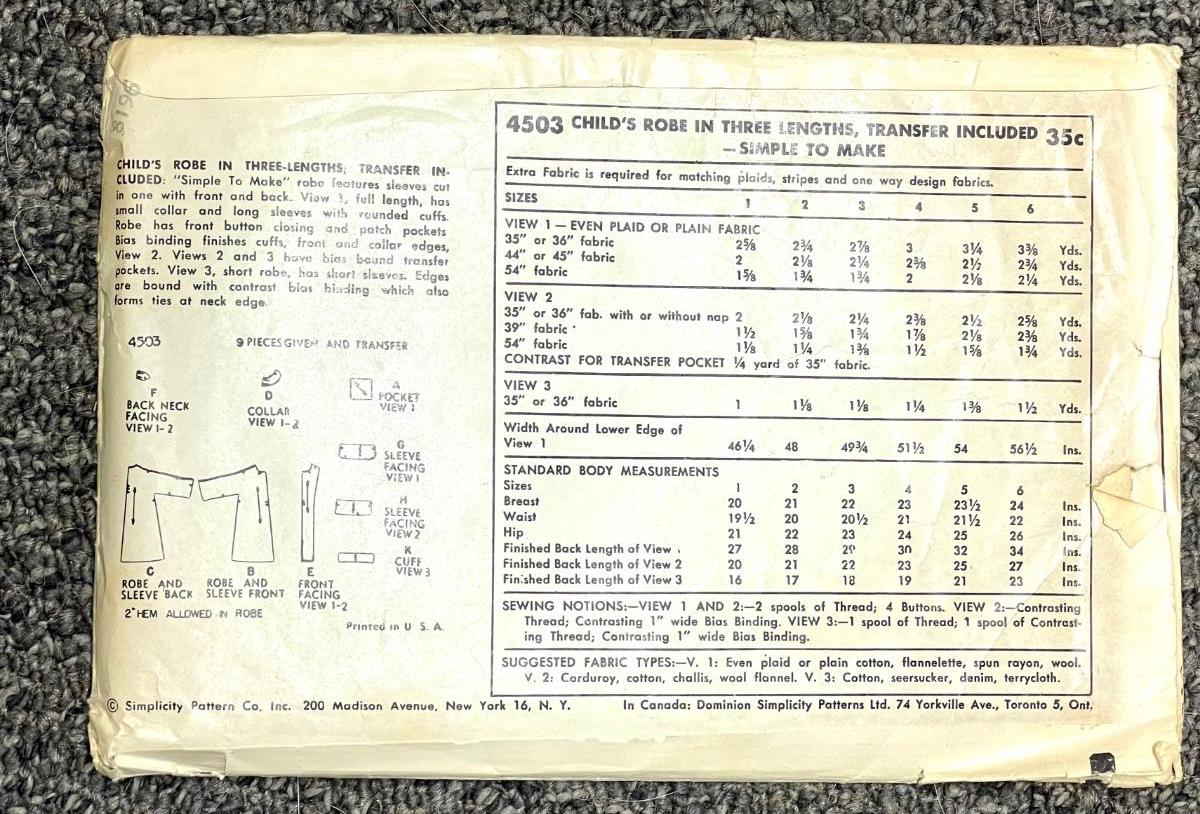 8196
CHILD'S ROBE IN THREE-LENGTHS; TRANSFER IN-
CLUDED: "Simple To Make" robe features sleeves cut
in one with front and back. View 1, full length, has
small collar and long sleeves with rounded cuffs.
Robe has front button closing and patch pockets
Bias binding finishes cuffs, front and collar edges,
View 2. Views 2 and 3 have bias bound transfer
pockets. View 3, short robe, has short sleeves. Edges
are bound with contrast bias binding which also
forms ties at neck edge.
4503 9 PIECES GIVEN AND TRANSFER
F
BACK NECK
FACING
VIEW 1-2
D
COLLAR
VIEW 1-2
A
POCKET
VIEW 1
G
SLEEVE
FACING
VIEW 1
H
SLEEVE
FACING
VIEW 2
K
CUFF
VIEW 3
C
ROBE AND
SLEEVE BACK
B
ROBE AND
SLEEVE FRONT
E
FRONT
FACING
VIEW 1-2
2" HEM ALLOWED IN ROBE
Printed in U. S. A.
4503 CHILD'S ROBE IN THREE LENGTHS, TRANSFER INCLUDED 35c
—SIMPLE TO MAKE
Extra Fabric is required for matching plaids, stripes and one way design fabrics.
SIZES 1 2 3 4 5 6
VIEW 1 — EVEN PLAID OR PLAIN FABRIC
35" or 36" fabric 2⅝ 2¾ 2⅞ 3 3¼ 3⅜ Yds.
44" or 45" fabric 2 2⅛ 2¼ 2⅜ 2½ 2¾ Yds.
54" fabric 1⅝ 1¾ 1¾ 2 2⅛ 2¼ Yds.
VIEW 2
35" or 36" fab. with or without nap 2 2⅛ 2¼ 2⅜ 2½ 2⅝ Yds.
39" fabric 1½ 1⅝ 1¾ 1⅞ 2⅛ 2⅜ Yds.
54" fabric 1⅛ 1¼ 1⅜ 1½ 1⅝ 1¾ Yds.
CONTRAST FOR TRANSFER POCKET ¼ yard of 35" fabric.
VIEW 3
35" or 36" fabric 1 1⅛ 1⅛ 1¼ 1⅜ 1½ Yds.
Width Around Lower Edge of
View 1 46¼ 48 49¾ 51½ 54 56½ Ins.
STANDARD BODY MEASUREMENTS
Sizes 1 2 3 4 5 6
Breast 20 21 22 23 23½ 24 Ins.
Waist 19½ 20 20½ 21 21½ 22 Ins.
Hip 21 22 23 24 25 26 Ins.
Finished Back Length of View 27 28 29 30 32 34 Ins.
Finished Back Length of View 2 20 21 22 23 25 27 Ins.
Finished Back Length of View 3 16 17 18 19 21 23 Ins.
SEWING NOTIONS:—VIEW 1 AND 2:—2 spools of Thread; 4 Buttons. VIEW 2:—Contrasting
Thread; Contrasting 1" wide Bias Binding. VIEW 3:—1 spool of Thread; 1 spool of Contrast-
ing Thread; Contrasting 1" wide Bias Binding.
SUGGESTED FABRIC TYPES:—V. 1: Even plaid or plain cotton, flannelette, spun rayon, wool.
V. 2: Corduroy, cotton, challis, wool flannel. V. 3: Cotton, seersucker, denim, terrycloth.
© Simplicity Pattern Co. Inc. 200 Madison Avenue, New York 16, N. Y. In Canada: Dominion Simplicity Patterns Ltd. 74 Yorkville Ave., Toronto 5, Ont.